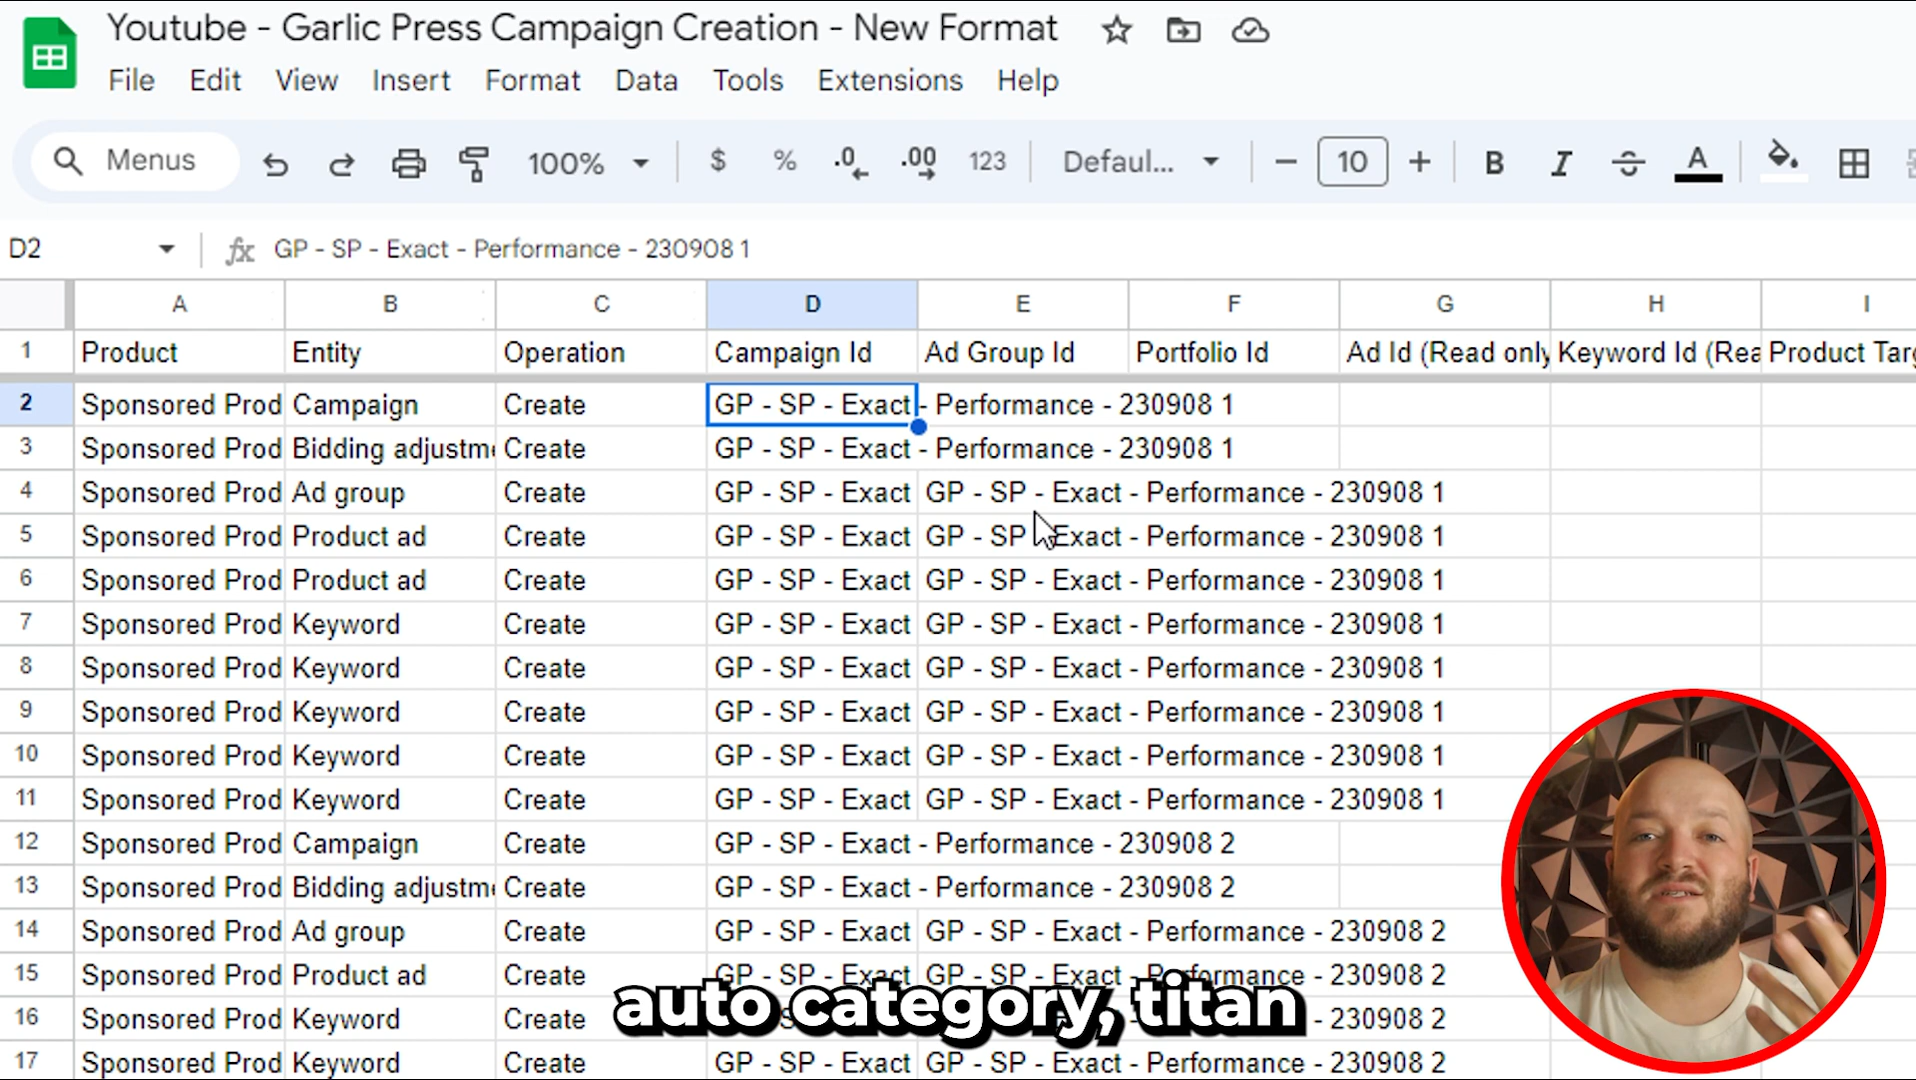 Youtube - Garlic Press Campaign Creation - New Format
File Edit View Insert Format Data Tools Extensions Help
Menus 100% $ % .0 .00 123 Defaul... - 10 + B I A
D2 fx GP - SP - Exact - Performance - 230908 1
A B C D E F G H I
1 Product Entity Operation Campaign Id Ad Group Id Portfolio Id Ad Id (Read only Keyword Id (Rea Product Targ
2 Sponsored Prod Campaign Create GP - SP - Exact - Performance - 230908 1
3 Sponsored Prod Bidding adjustme Create GP - SP - Exact - Performance - 230908 1
4 Sponsored Prod Ad group Create GP - SP - Exact GP - SP - Exact - Performance - 230908 1
5 Sponsored Prod Product ad Create GP - SP - Exact GP - SP - Exact - Performance - 230908 1
6 Sponsored Prod Product ad Create GP - SP - Exact GP - SP - Exact - Performance - 230908 1
7 Sponsored Prod Keyword Create GP - SP - Exact GP - SP - Exact - Performance - 230908 1
8 Sponsored Prod Keyword Create GP - SP - Exact GP - SP - Exact - Performance - 230908 1
9 Sponsored Prod Keyword Create GP - SP - Exact GP - SP - Exact - Performance - 230908 1
10 Sponsored Prod Keyword Create GP - SP - Exact GP - SP - Exact - Performance - 230908 1
11 Sponsored Prod Keyword Create GP - SP - Exact GP - SP - Exact - Performance - 230908 1
12 Sponsored Prod Campaign Create GP - SP - Exact - Performance - 230908 2
13 Sponsored Prod Bidding adjustme Create GP - SP - Exact - Performance - 230908 2
14 Sponsored Prod Ad group Create GP - SP - Exact GP - SP - Exact - Performance - 230908 2
15 Sponsored Prod Product ad Create GP - SP - Exact GP - SP - Exact - Performance - 230908 2
auto category, titan
16 Sponsored Prod Keyword Create - 230908 2
17 Sponsored Prod Keyword Create GP - SP - Exact GP - SP - Exact - Performance - 230908 2